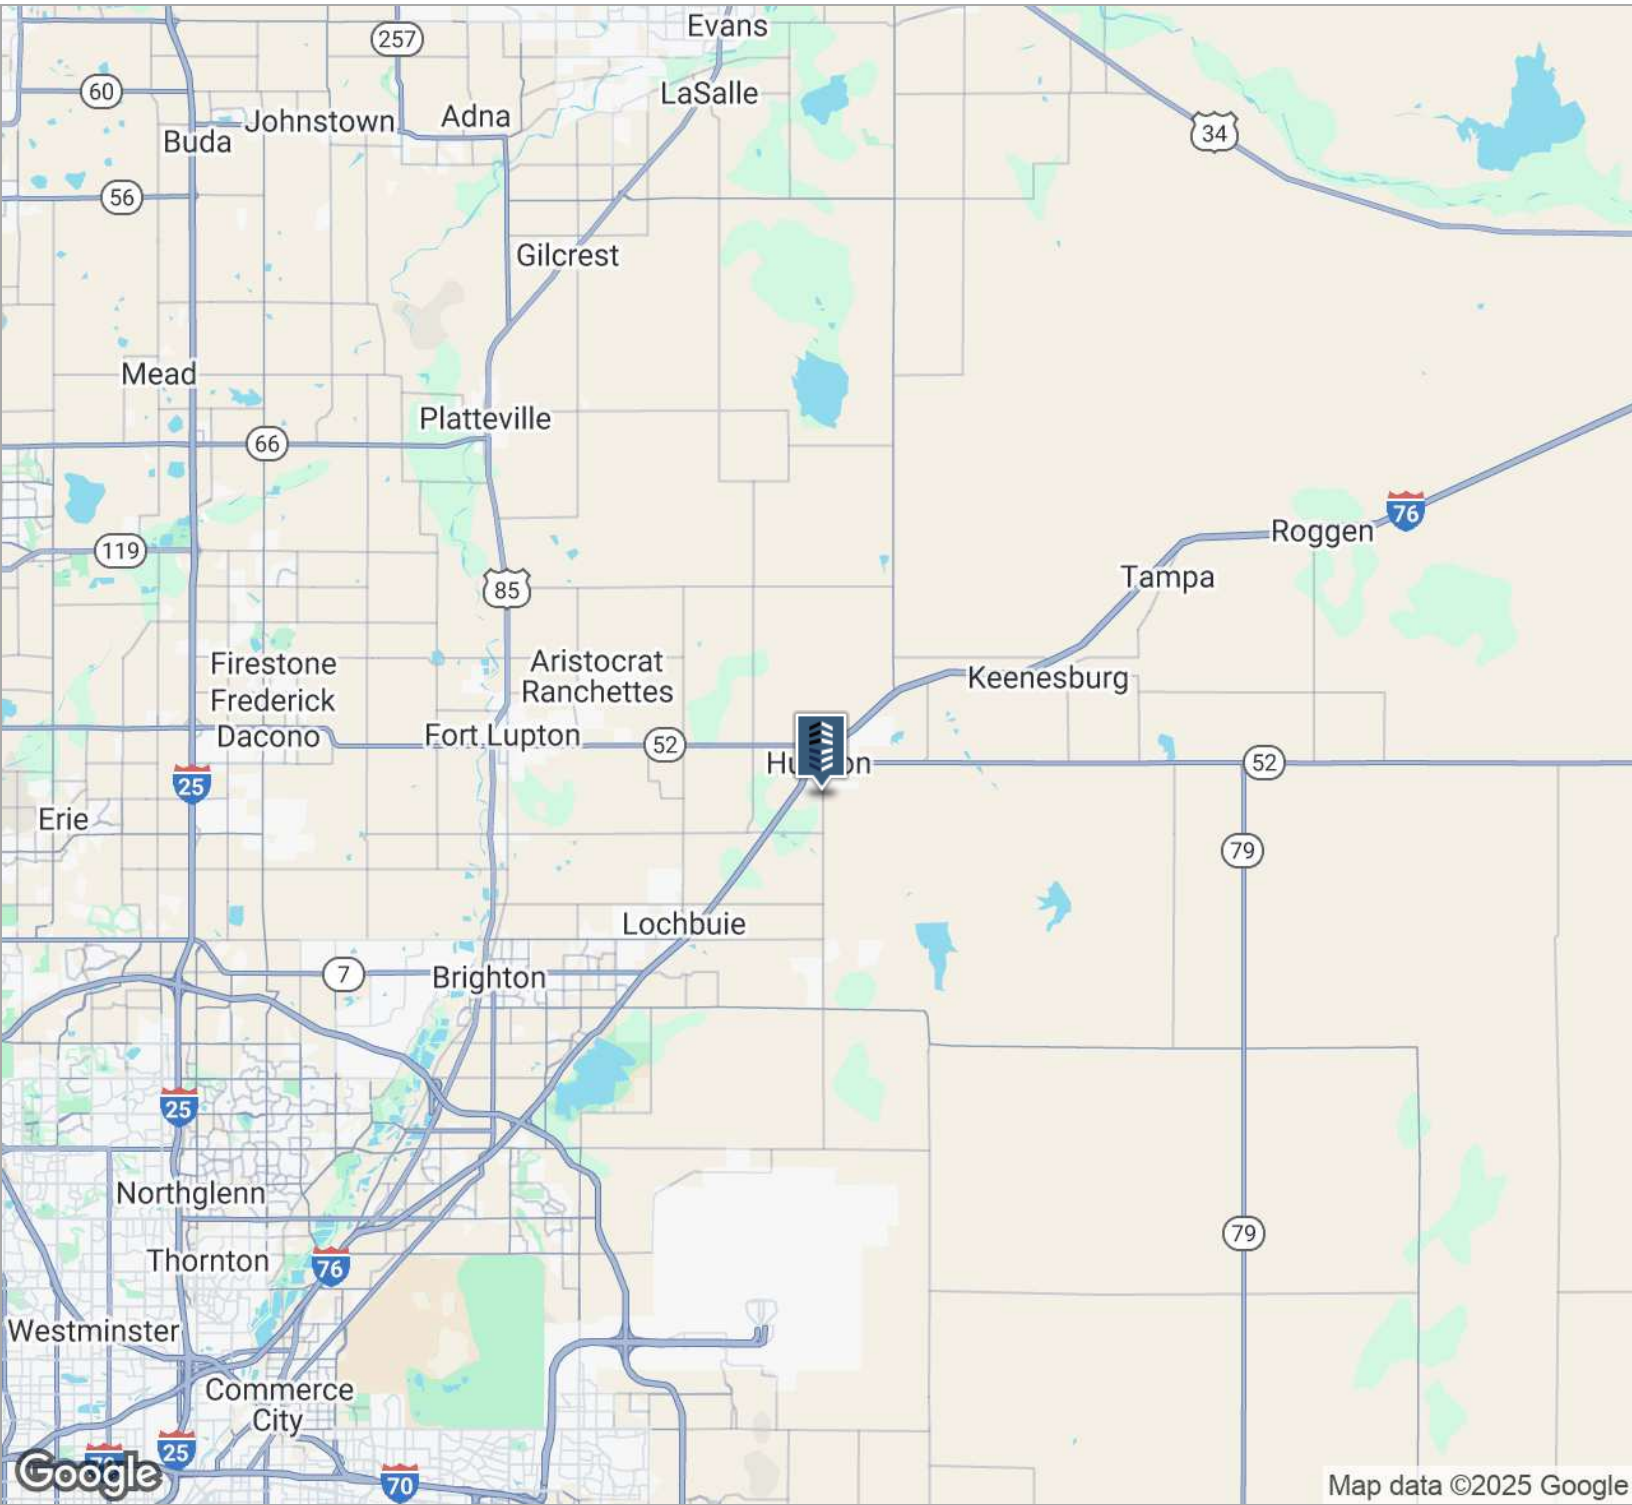 Evans
257
LaSalle
60
Johnstown
Adna
Buda
34
56
Gilcrest
Mead
Platteville
66
76
Roggen
119
Tampa
85
Firestone
Aristocrat
Ranchettes
Frederick
Keenesburg
Dacono
Fort Lupton
52
52
25
Erie
79
Lochbuie
7
Brighton
25
Northglenn
79
Thornton
76
Westminster
Commerce
City
25
70
Google
Map data ©2025 Google